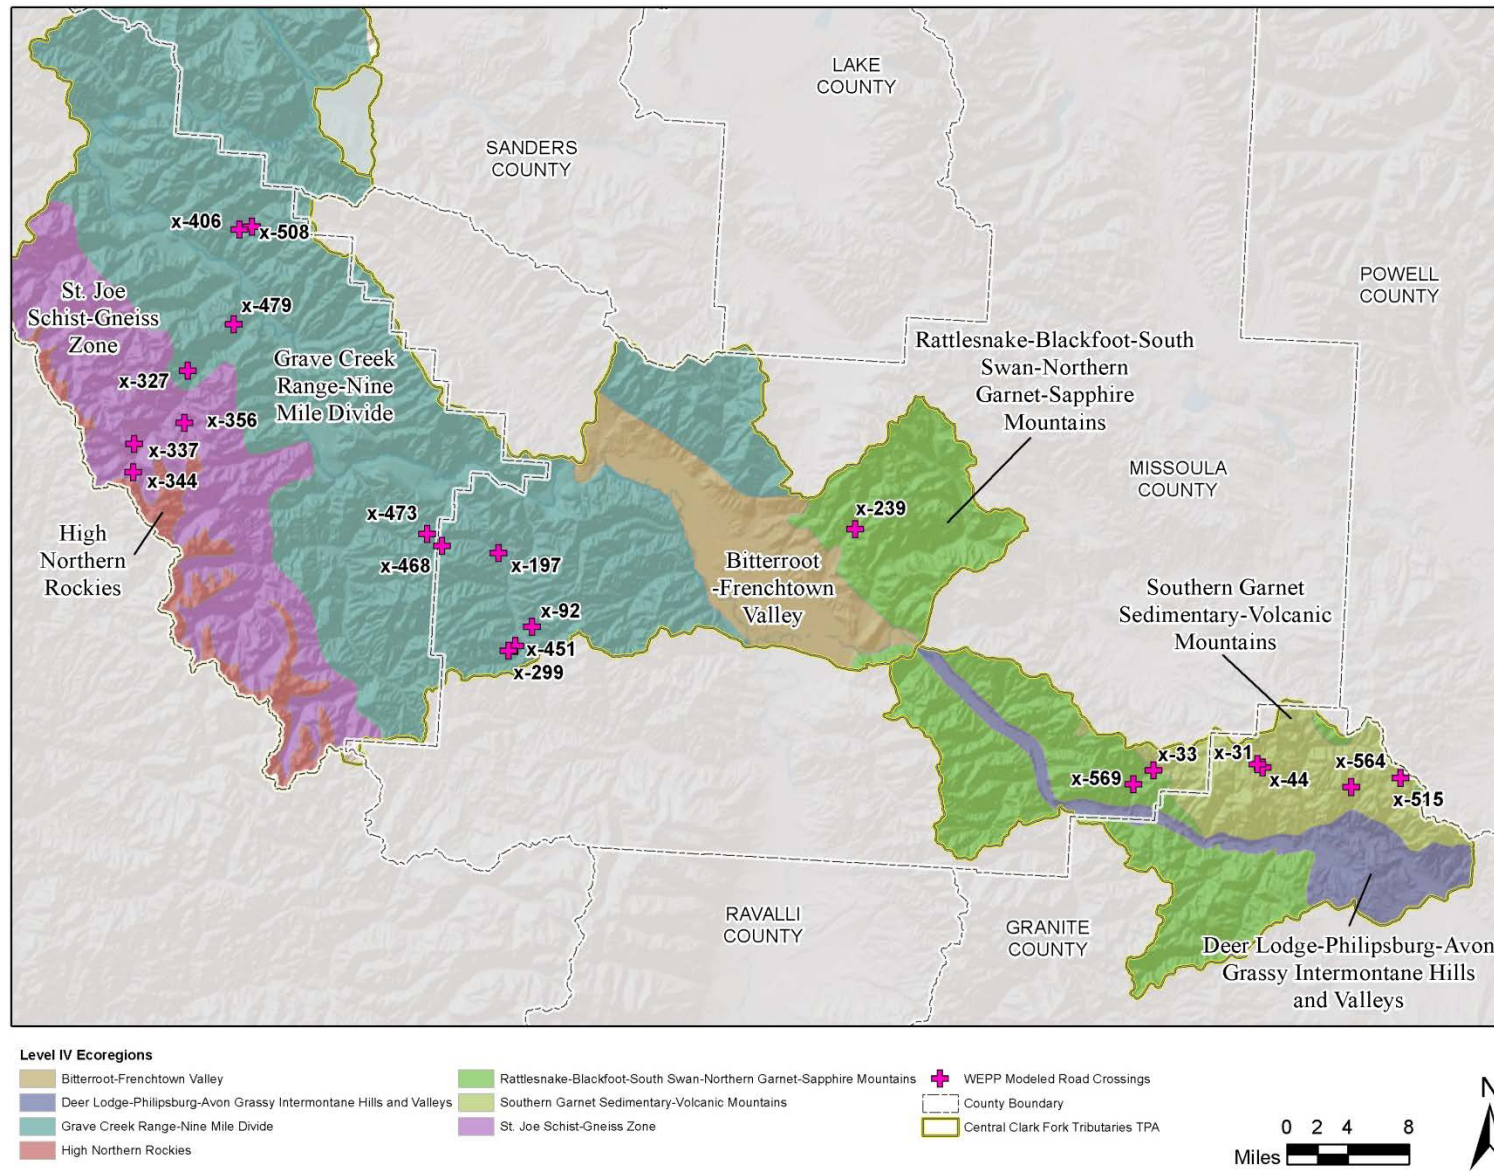 LAKE
COUNTY
SANDERS
COUNTY
POWELL
COUNTY
MISSOULA
COUNTY
RAVALLI
COUNTY
GRANITE
COUNTY
x-406
x-508
St. Joe
Schist-Gneiss
Zone
x-479
Grave Creek
Range-Nine
Mile Divide
x-327
x-356
x-337
x-344
High
Northern
Rockies
x-473
x-468
x-197
x-92
x-451
x-299
Rattlesnake-Blackfoot-South
Swan-Northern
Garnet-Sapphire
Mountains
x-239
Bitterroot
-Frenchtown
Valley
Southern Garnet
Sedimentary-Volcanic
Mountains
x-33
x-569
x-31
x-44
x-564
x-515
Deer Lodge-Philipsburg-Avon
Grassy Intermontane Hills
and Valleys
Level IV Ecoregions
Bitterroot-Frenchtown Valley
Deer Lodge-Philipsburg-Avon Grassy Intermontane Hills and Valleys
Grave Creek Range-Nine Mile Divide
High Northern Rockies
Rattlesnake-Blackfoot-South Swan-Northern Garnet-Sapphire Mountains
Southern Garnet Sedimentary-Volcanic Mountains
St. Joe Schist-Gneiss Zone
WEPP Modeled Road Crossings
County Boundary
Central Clark Fork Tributaries TPA
N
0 2 4 8
Miles